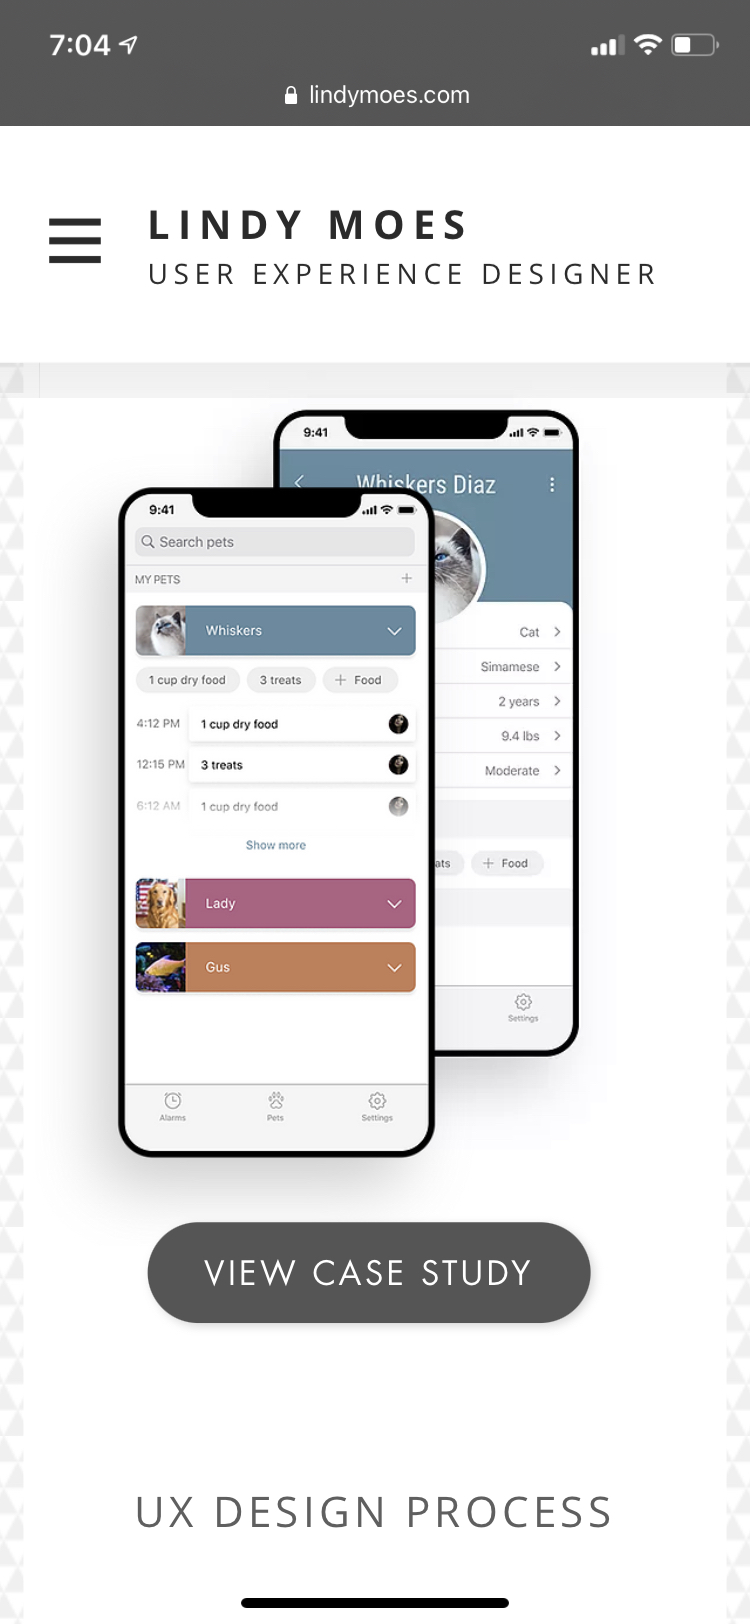 7:04
lindymoes.com
LINDY MOES
USER EXPERIENCE DESIGNER
9:41
Whiskers Diaz
9:41
Search pets
MY PETS
Whiskers
Cat
Simamese
1 cup dry food
3 treats
+ Food
2 years
4:12 PM
1 cup dry food
9.4 lbs
12:15 PM
3 treats
Moderate
6:12 AM
1 cup dry food
Show more
ats
+ Food
Lady
Gus
Settings
Alarms
Pets
Settings
VIEW CASE STUDY
UX DESIGN PROCESS